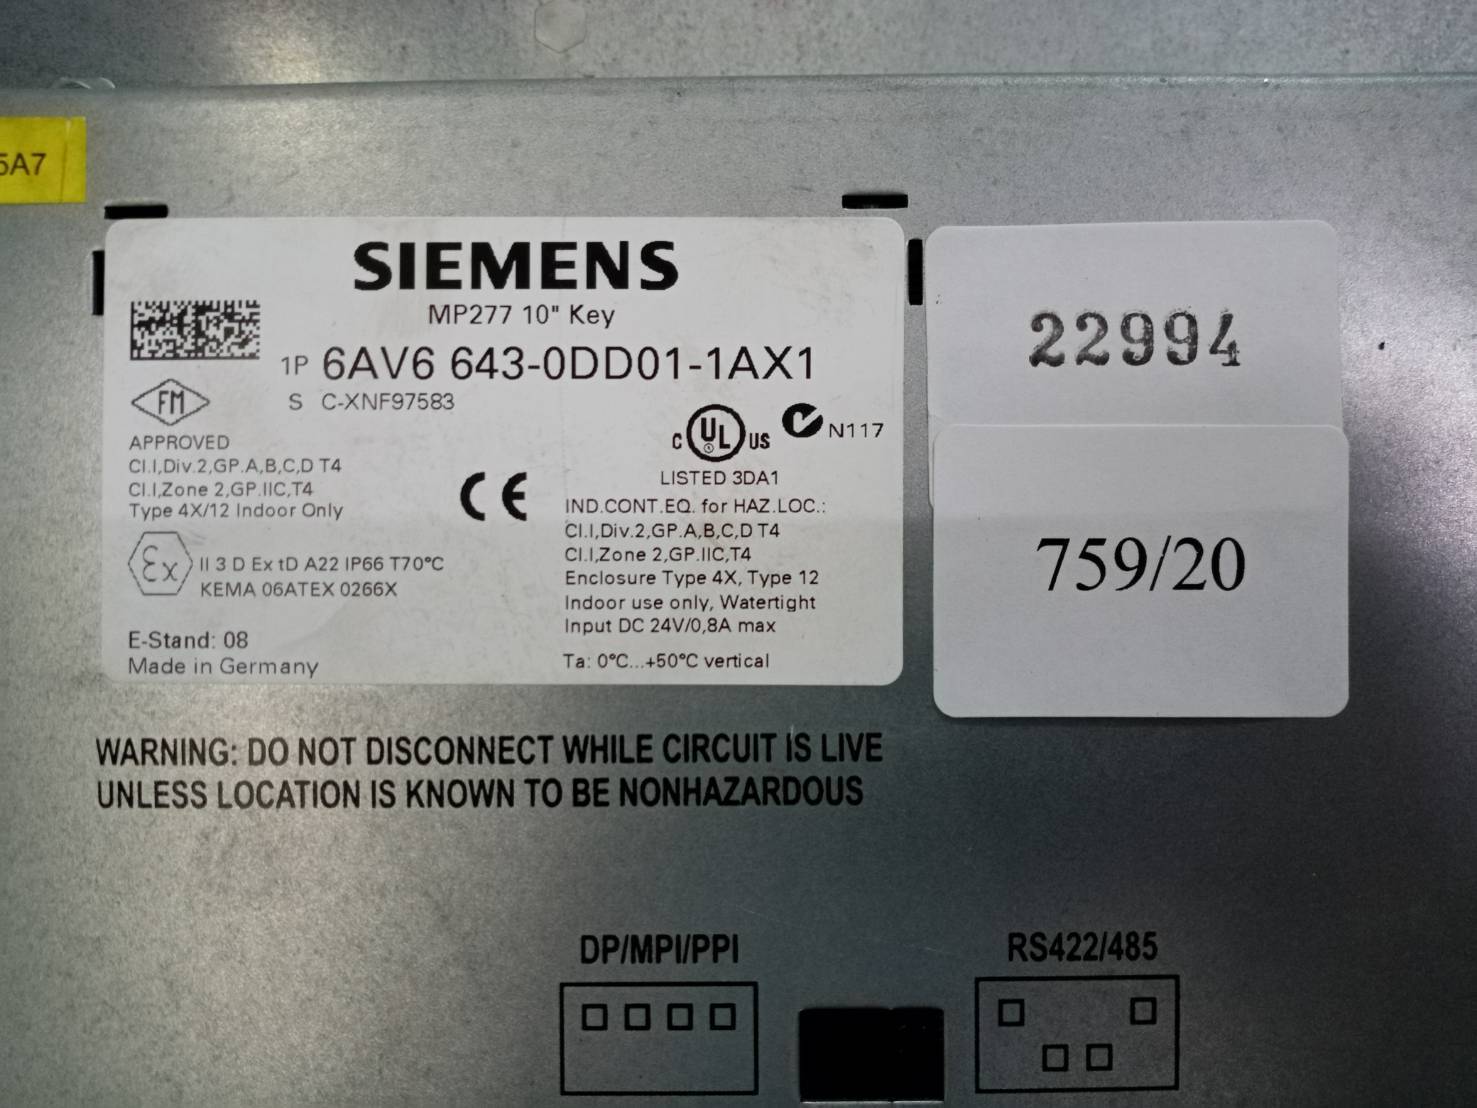 5A7
SIEMENS
MP277 10" Key
1P 6AV6 643-0DD01-1AX1
S C-XNF97583
FM
APPROVED
Cl.I,Div.2,GP.A,B,C,D T4
Cl.I,Zone 2,GP.IIC,T4
Type 4X/12 Indoor Only
CE
Ex II 3 D Ex tD A22 IP66 T70°C
KEMA 06ATEX 0266X
E-Stand: 08
Made in Germany
C UL US N117
LISTED 3DA1
IND.CONT.EQ. for HAZ.LOC.:
Cl.I,Div.2,GP.A,B,C,D T4
Cl.I,Zone 2,GP.IIC,T4
Enclosure Type 4X, Type 12
Indoor use only, Watertight
Input DC 24V/0,8A max
Ta: 0°C...+50°C vertical
22994
759/20
WARNING: DO NOT DISCONNECT WHILE CIRCUIT IS LIVE
UNLESS LOCATION IS KNOWN TO BE NONHAZARDOUS
DP/MPI/PPI
RS422/485